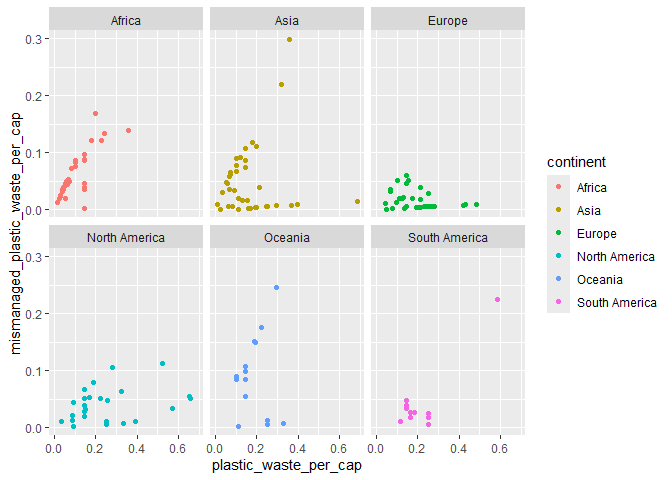 Africa
Asia
Europe
0.3
0.2
0.1
0.0
North America
Oceania
South America
0.3
0.2
0.1
0.0
0.0 0.2 0.4 0.6 0.0 0.2 0.4 0.6 0.0 0.2 0.4 0.6
plastic_waste_per_cap
mismanaged_plastic_waste_per_cap
continent
Africa
Asia
Europe
North America
Oceania
South America